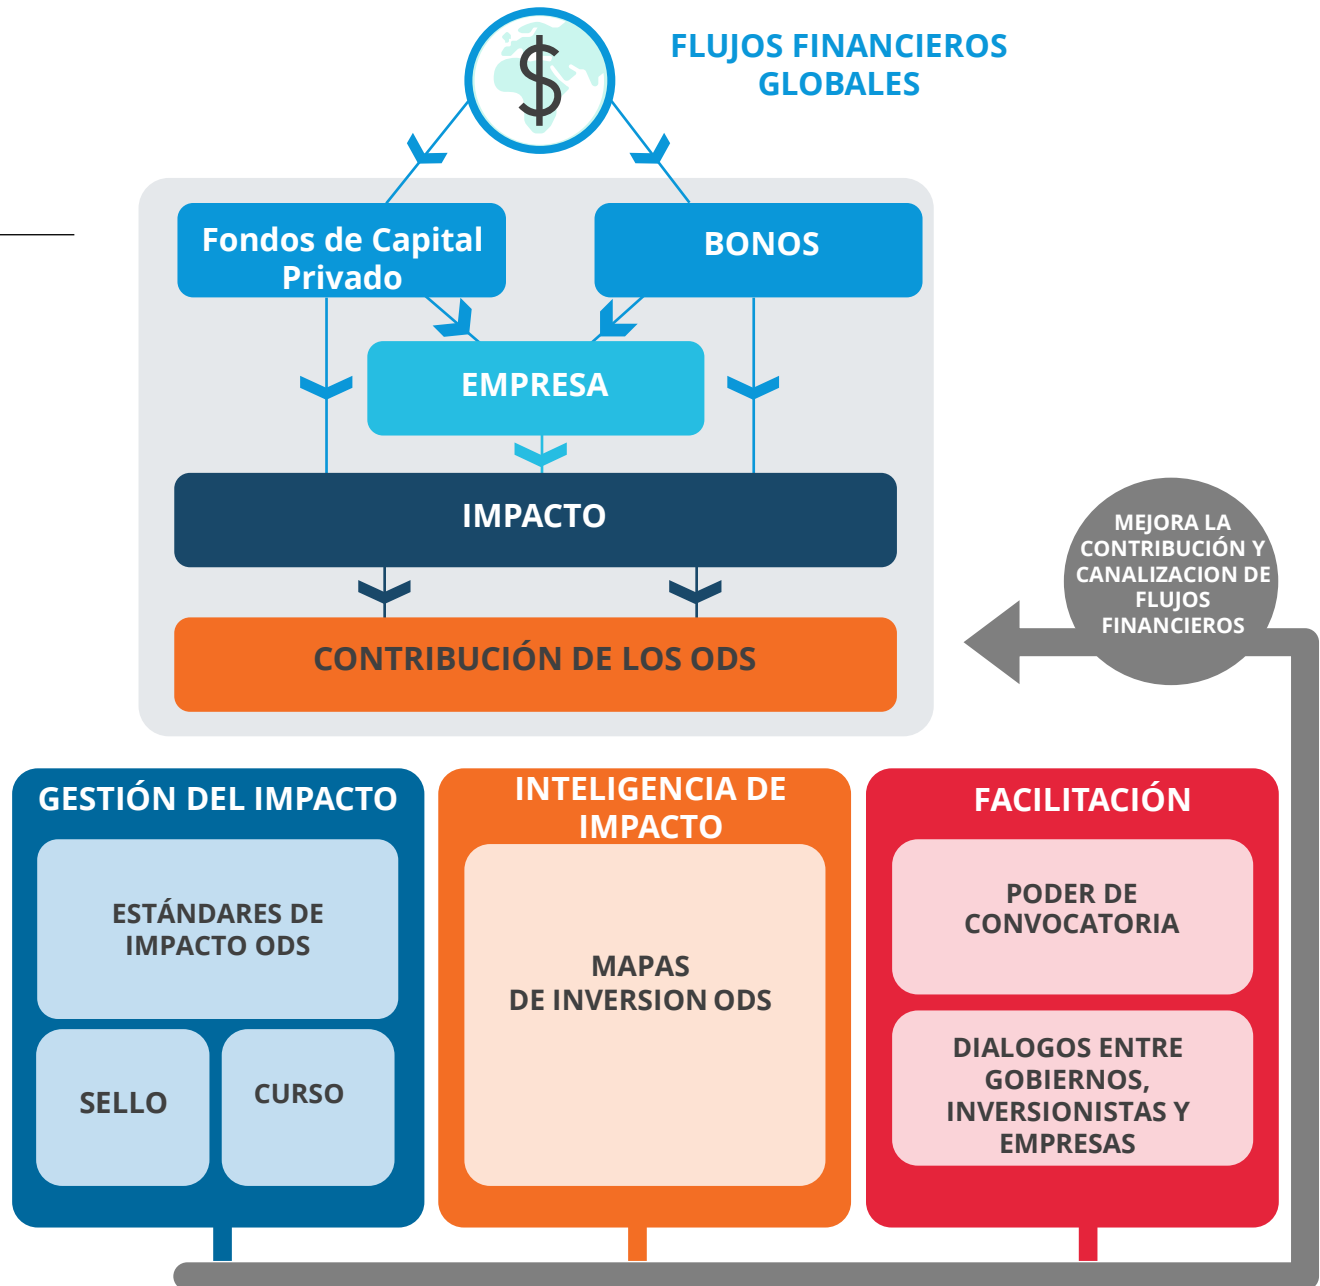 FLUJOS FINANCIEROS
GLOBALES
$
Fondos de Capital
Privado
BONOS
EMPRESA
IMPACTO
CONTRIBUCIÓN DE LOS ODS
MEJORA LA
CONTRIBUCIÓN Y
CANALIZACION DE
FLUJOS
FINANCIEROS
GESTIÓN DEL IMPACTO
ESTÁNDARES DE
IMPACTO ODS
SELLO
CURSO
INTELIGENCIA DE
IMPACTO
MAPAS
DE INVERSION ODS
FACILITACIÓN
PODER DE
CONVOCATORIA
DIALOGOS ENTRE
GOBIERNOS,
INVERSIONISTAS Y
EMPRESAS